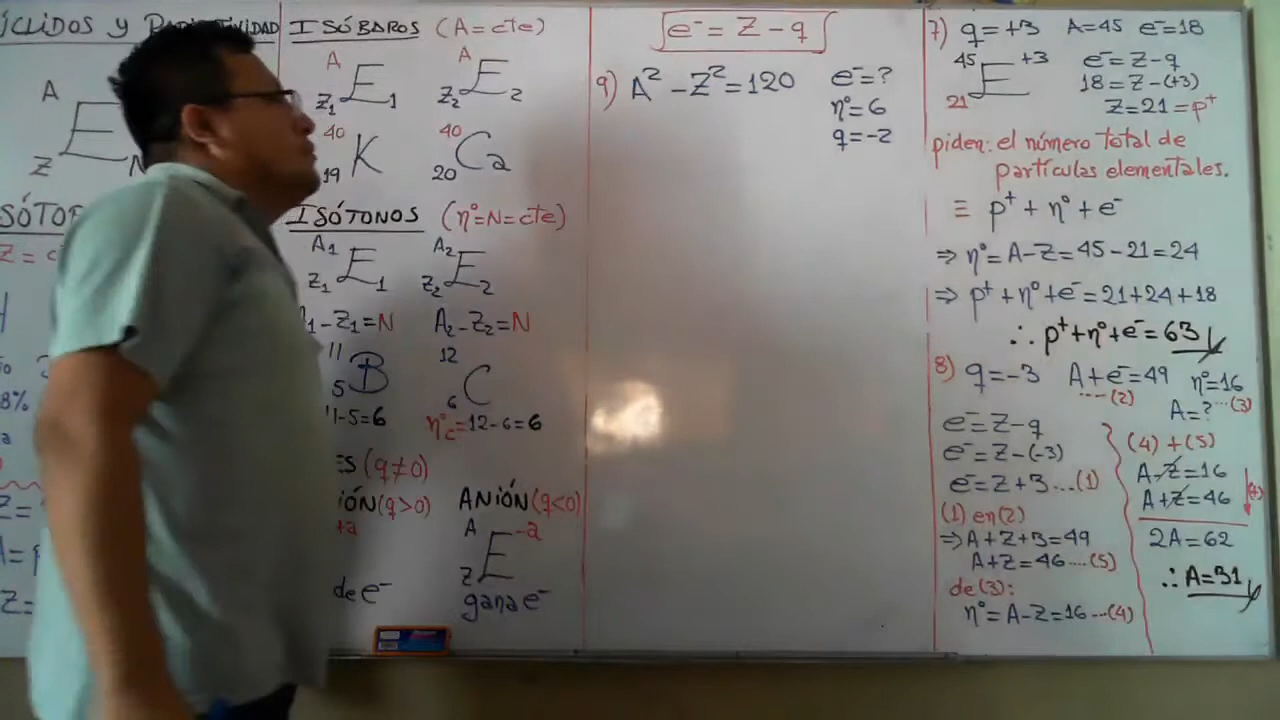 ÚCLIDOS y RADIACTIVIDAD
A
E
Z N
ISÓTOP
Z = c
8%
Z =
A = P
Z =
ISÓBAROS (A=cte)
A A
E E
Z1 1 Z2 2
40 40
K Ca
19 20
ISÓTONOS (η°=N=cte)
A1 A2
E E
Z1 1 Z2 2
A1-Z1=N A2-Z2=N
11 12
B C
5 6
11-5=6 η°c=12-6=6
ES (q≠0)
IÓN(q>0) ANIÓN(q<0)
+a A -a
E
Z
de e⁻ gana e⁻
e⁻= Z-q
9) A²-Z²=120 e⁻=?
η°=6
q=-2
7) q=+3 A=45 e⁻=18
45 +3 e⁻=Z-q
E 18=Z-(+3)
21 Z=21=p⁺
piden: el número total de
partículas elementales.
≡ p⁺+η°+e⁻
⇒ η°=A-Z=45-21=24
⇒ p⁺+η°+e⁻=21+24+18
∴ p⁺+η°+e⁻=63
8) q=-3 A+e⁻=49 η°=16
....(2)
A=? ...(3)
e⁻=Z-q
e⁻=Z-(-3)
e⁻=Z+3...(1)
(1) en(2)
⇒A+Z+3=49
A+Z=46....(5)
de(3):
η°=A-Z=16...(4)
(4)+(5)
A-Z=16
A+Z=46 (+)
2A=62
∴A=31